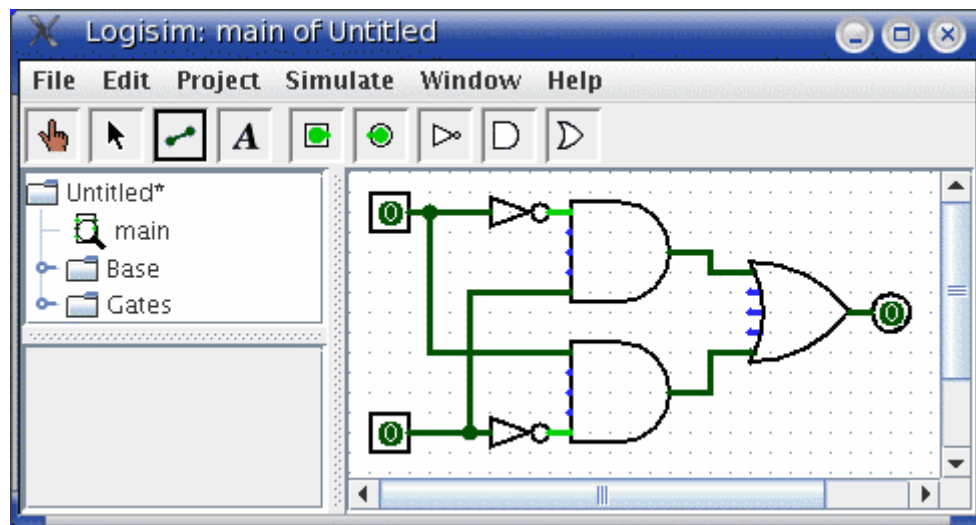 Logisim: main of Untitled
File Edit Project Simulate Window Help
A
Untitled*
main
Base
Gates
0
0
0